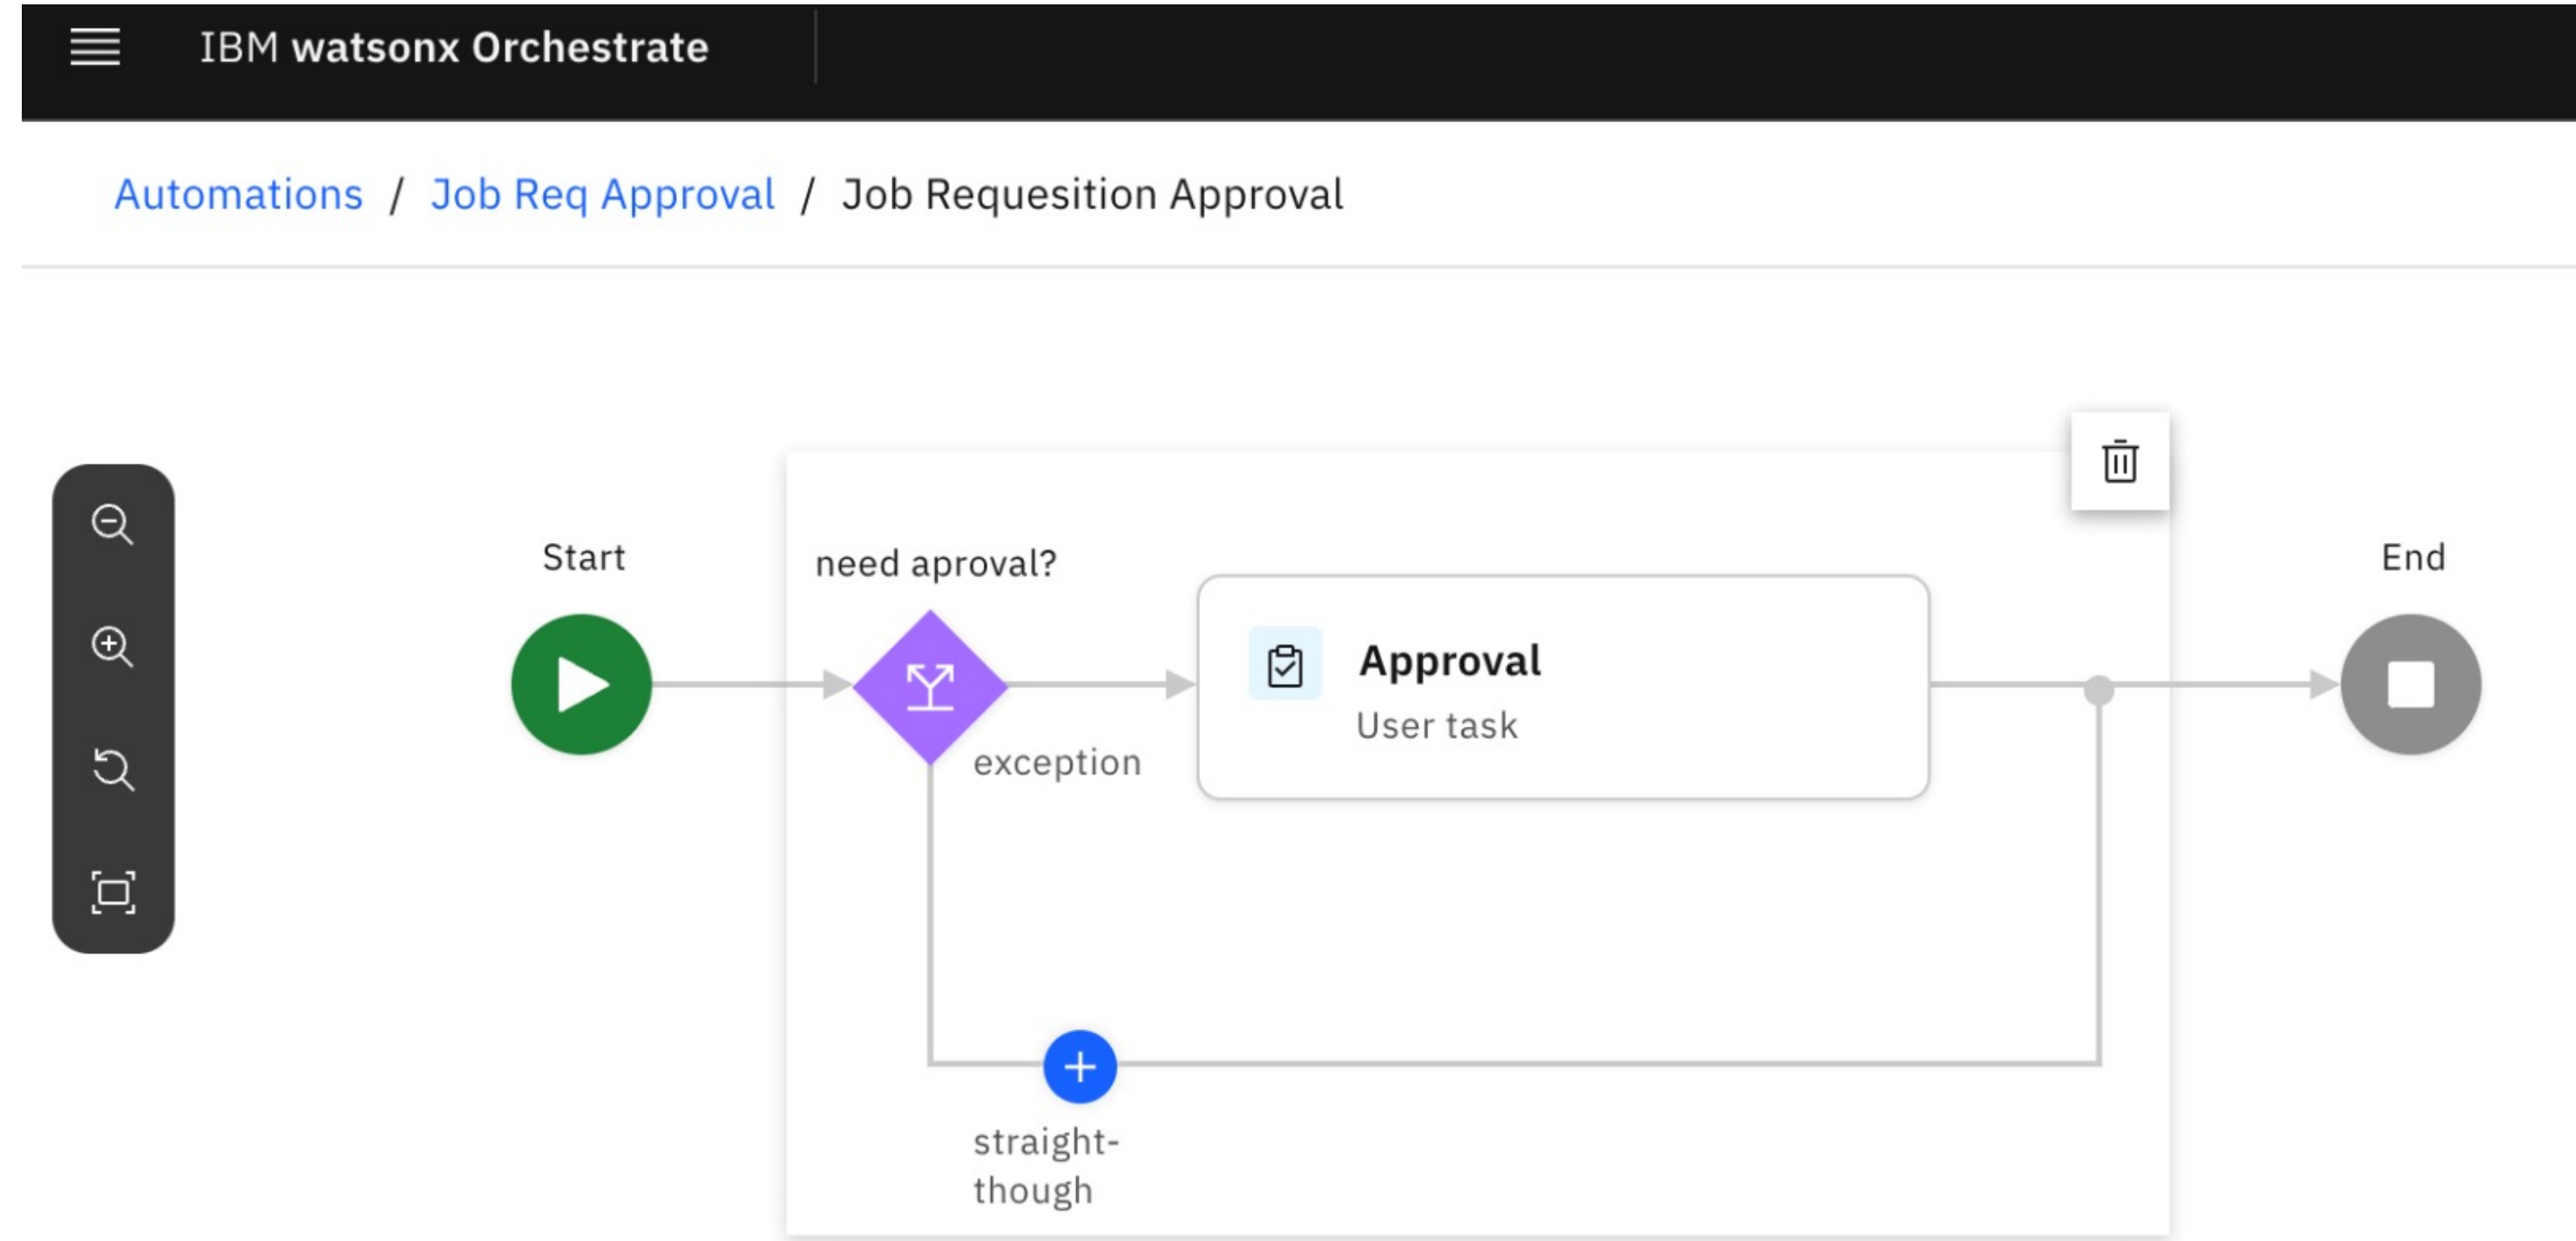 IBM watsonx Orchestrate
Automations / Job Req Approval / Job Requesition Approval
Start
need aproval?
End
Approval
User task
exception
straight-
though